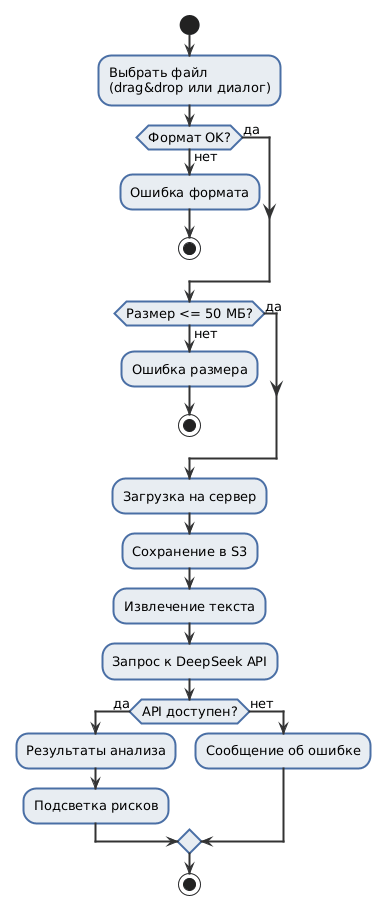 Выбрать файл
(drag&drop или диалог)
Формат OK?
да
нет
Ошибка формата
Размер <= 50 МБ?
да
нет
Ошибка размера
Загрузка на сервер
Сохранение в S3
Извлечение текста
Запрос к DeepSeek API
да
API доступен?
нет
Результаты анализа
Сообщение об ошибке
Подсветка рисков